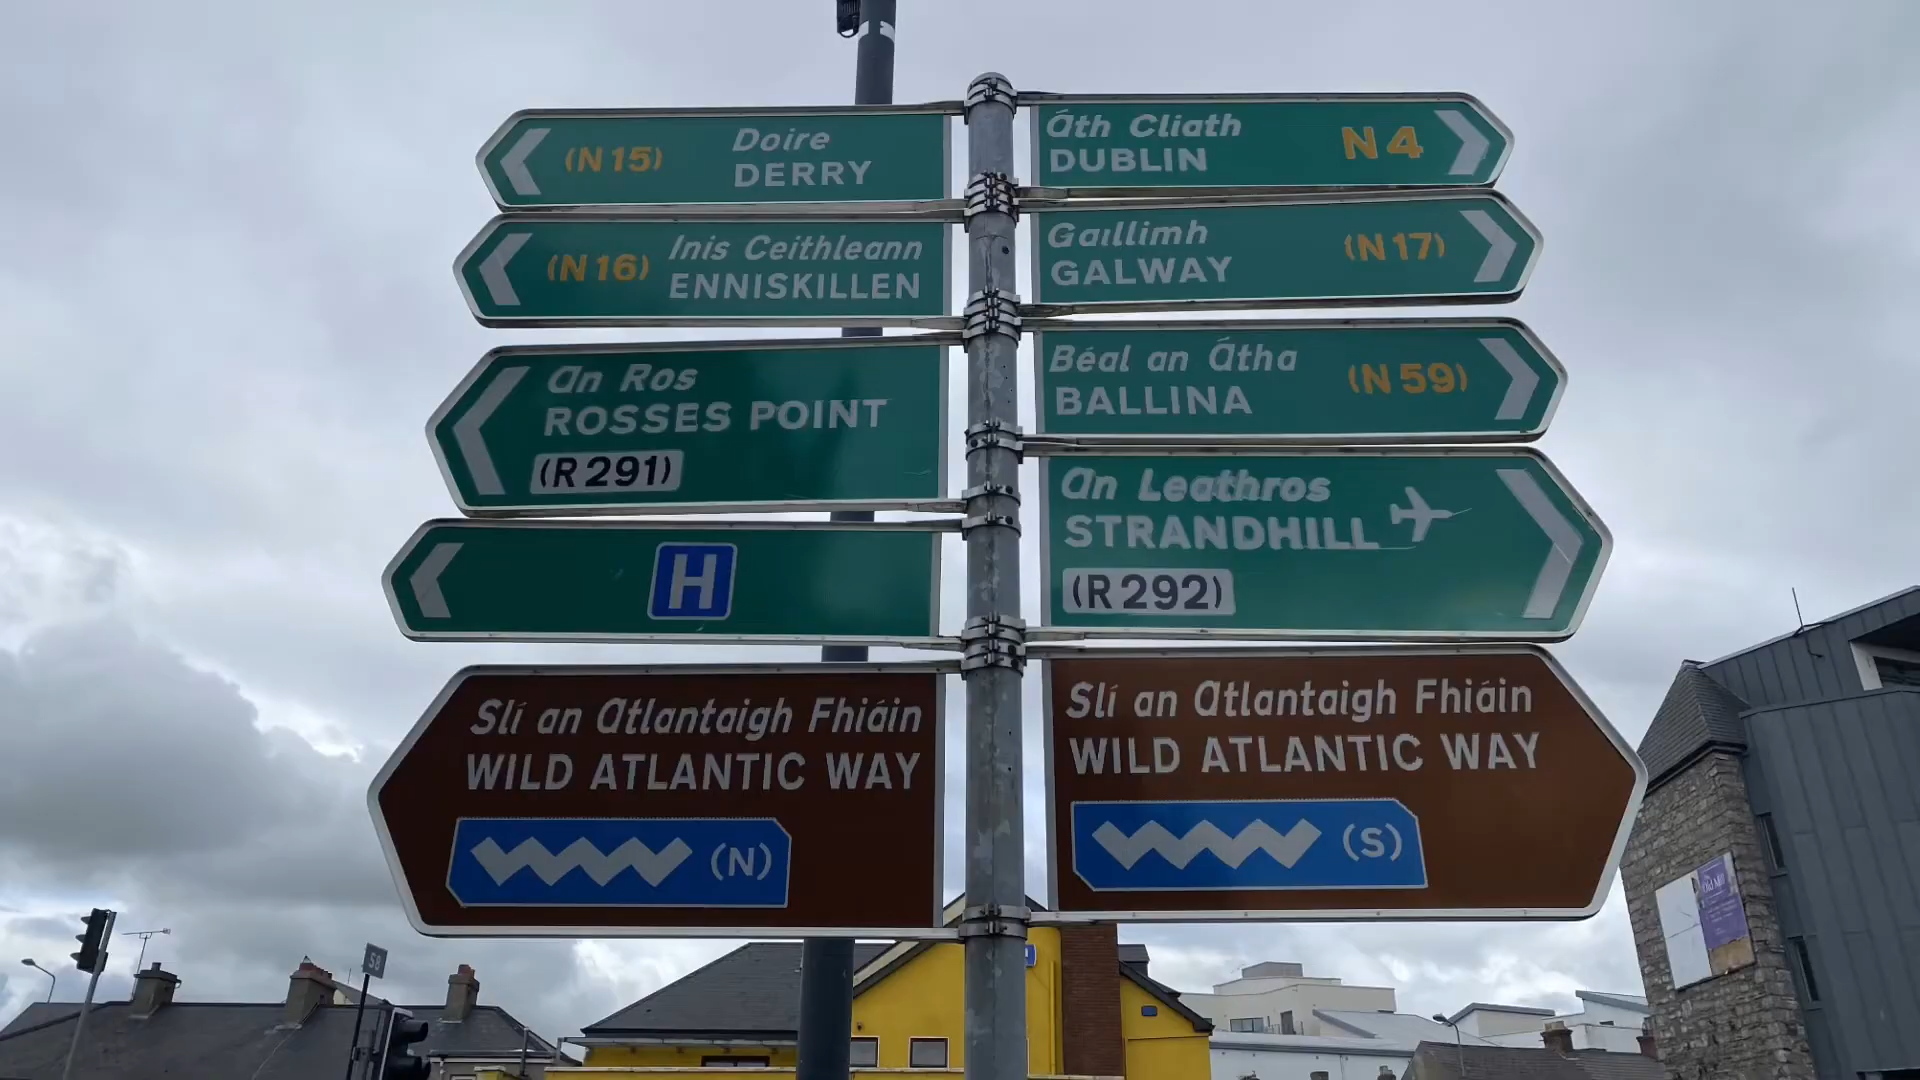 Doire
(N15) DERRY
Inis Ceithleann
(N16) ENNISKILLEN
An Ros
ROSSES POINT
(R291)
H
Slí an Atlantaigh Fhiáin
WILD ATLANTIC WAY
(N)
Áth Cliath
DUBLIN N4
Gaıllimh
GALWAY (N17)
Béal an Átha
BALLINA (N59)
An Leathros
STRANDHILL
(R292)
Slí an Atlantaigh Fhiáin
WILD ATLANTIC WAY
(S)